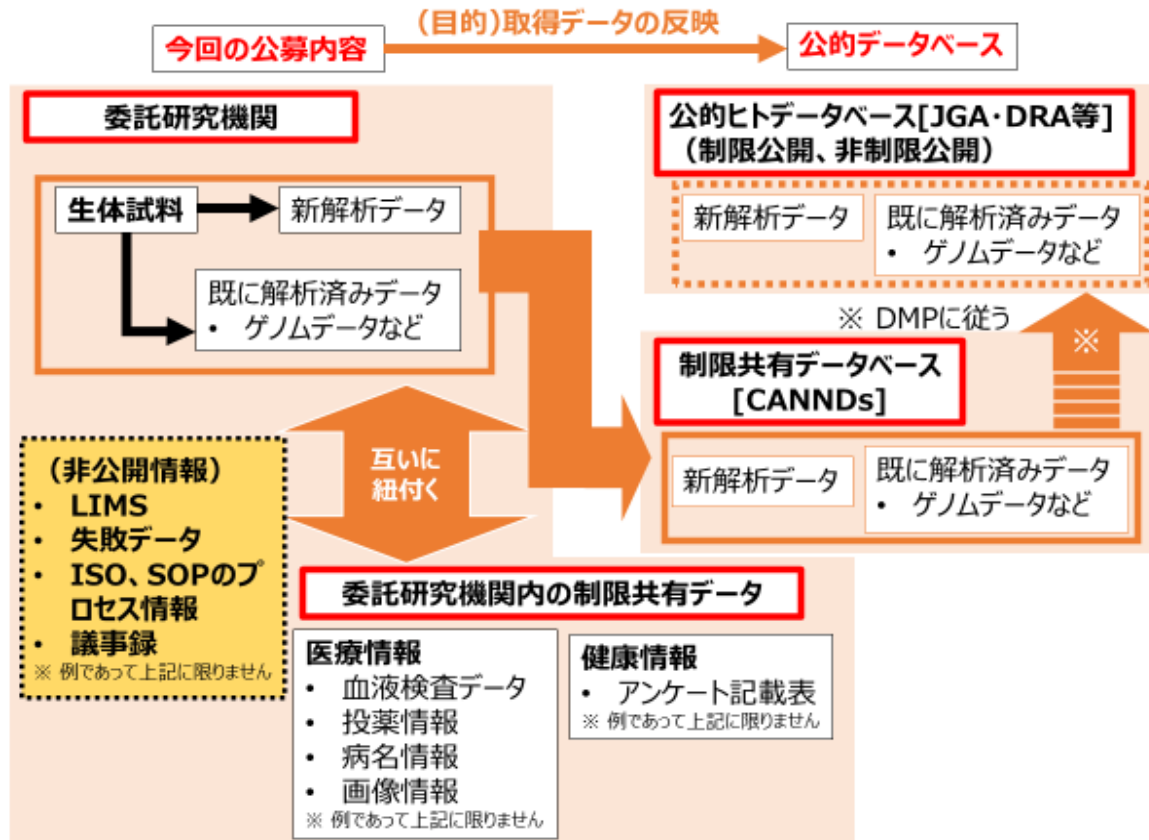 (目的)取得データの反映
今回の公募内容
公的データベース
委託研究機関
生体試料
新解析データ
既に解析済みデータ
• ゲノムデータなど
公的ヒトデータベース[JGA・DRA等]
(制限公開、非制限公開)
新解析データ
既に解析済みデータ
• ゲノムデータなど
※ DMPに従う
※
制限共有データベース
[CANNDs]
新解析データ
既に解析済みデータ
• ゲノムデータなど
互いに
紐付く
(非公開情報)
• LIMS
• 失敗データ
• ISO、SOPのプ
ロセス情報
• 議事録
※ 例であって上記に限りません
委託研究機関内の制限共有データ
医療情報
• 血液検査データ
• 投薬情報
• 病名情報
• 画像情報
※ 例であって上記に限りません
健康情報
• アンケート記載表
※ 例であって上記に限りません